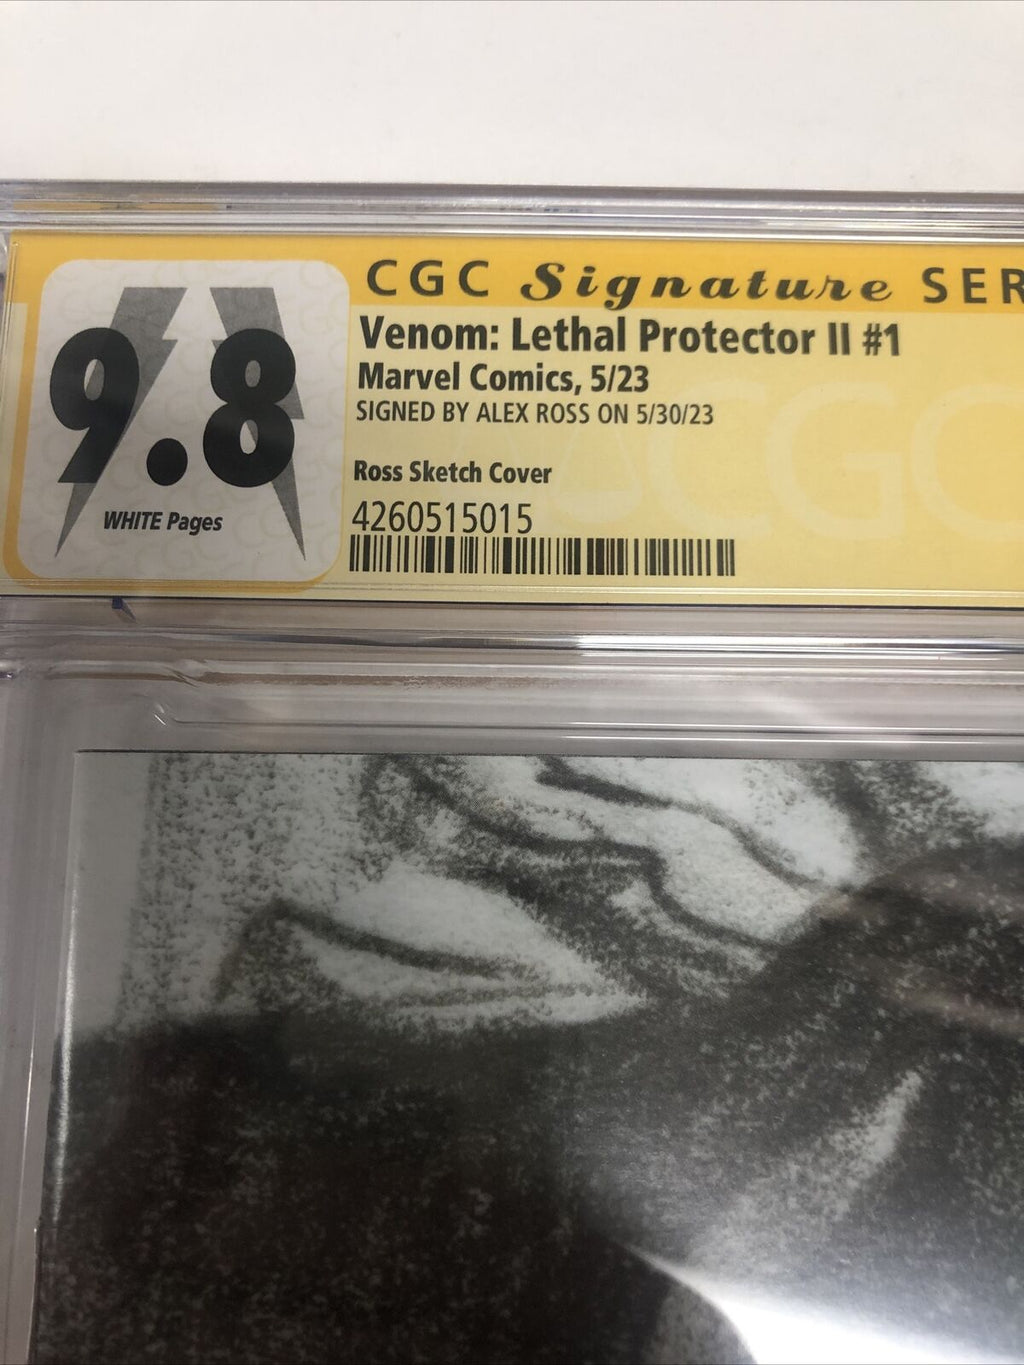 CGC Signature SER
9.8
WHITE Pages
Venom: Lethal Protector II #1
Marvel Comics, 5/23
SIGNED BY ALEX ROSS ON 5/30/23
Ross Sketch Cover
4260515015
CGC